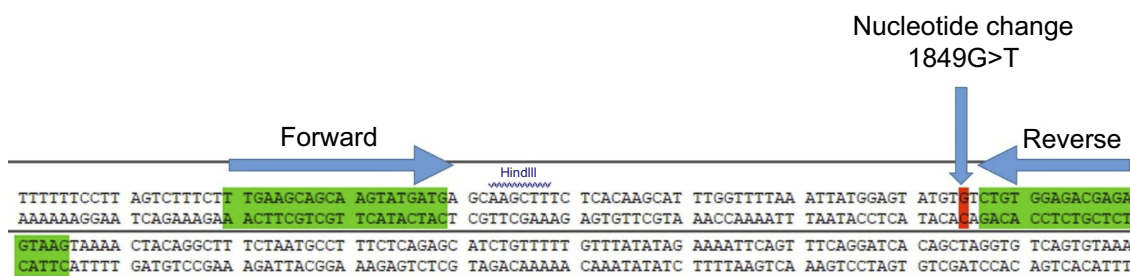 Nucleotide change
1849G>T
Forward
Reverse
HindIII
TTTTTTCCTT AGTCTTTCTT TGAAGCAGCA AGTATGATGA GCAAGCTTTC TCACAAGCAT TTGGTTTTAA ATTATGGAGT ATGTGTCTGT GGAGACGAGA
AAAAAAGGAA TCAGAAAGAA ACTTCGTCGT TCATACTACT CGTTCGAAAG AGTGTTCGTA AACCAAAATT TAATACCTCA TACACAGACA CCTCTGCTCT
GTAAGTAAAA CTACAGGCTT TCTAATGCCT TTCTCAGAGC ATCTGTTTTT GTTTATATAG AAAATTCAGT TTCAGGATCA CAGCTAGGTG TCAGTGTAAA
CATTCATTTT GATGTCCGAA AGATTACGGA AAGAGTCTCG TAGACAAAAA CAAATATATC TTTTAAGTCA AAGTCCTAGT GTCGATCCAC AGTCACATTT